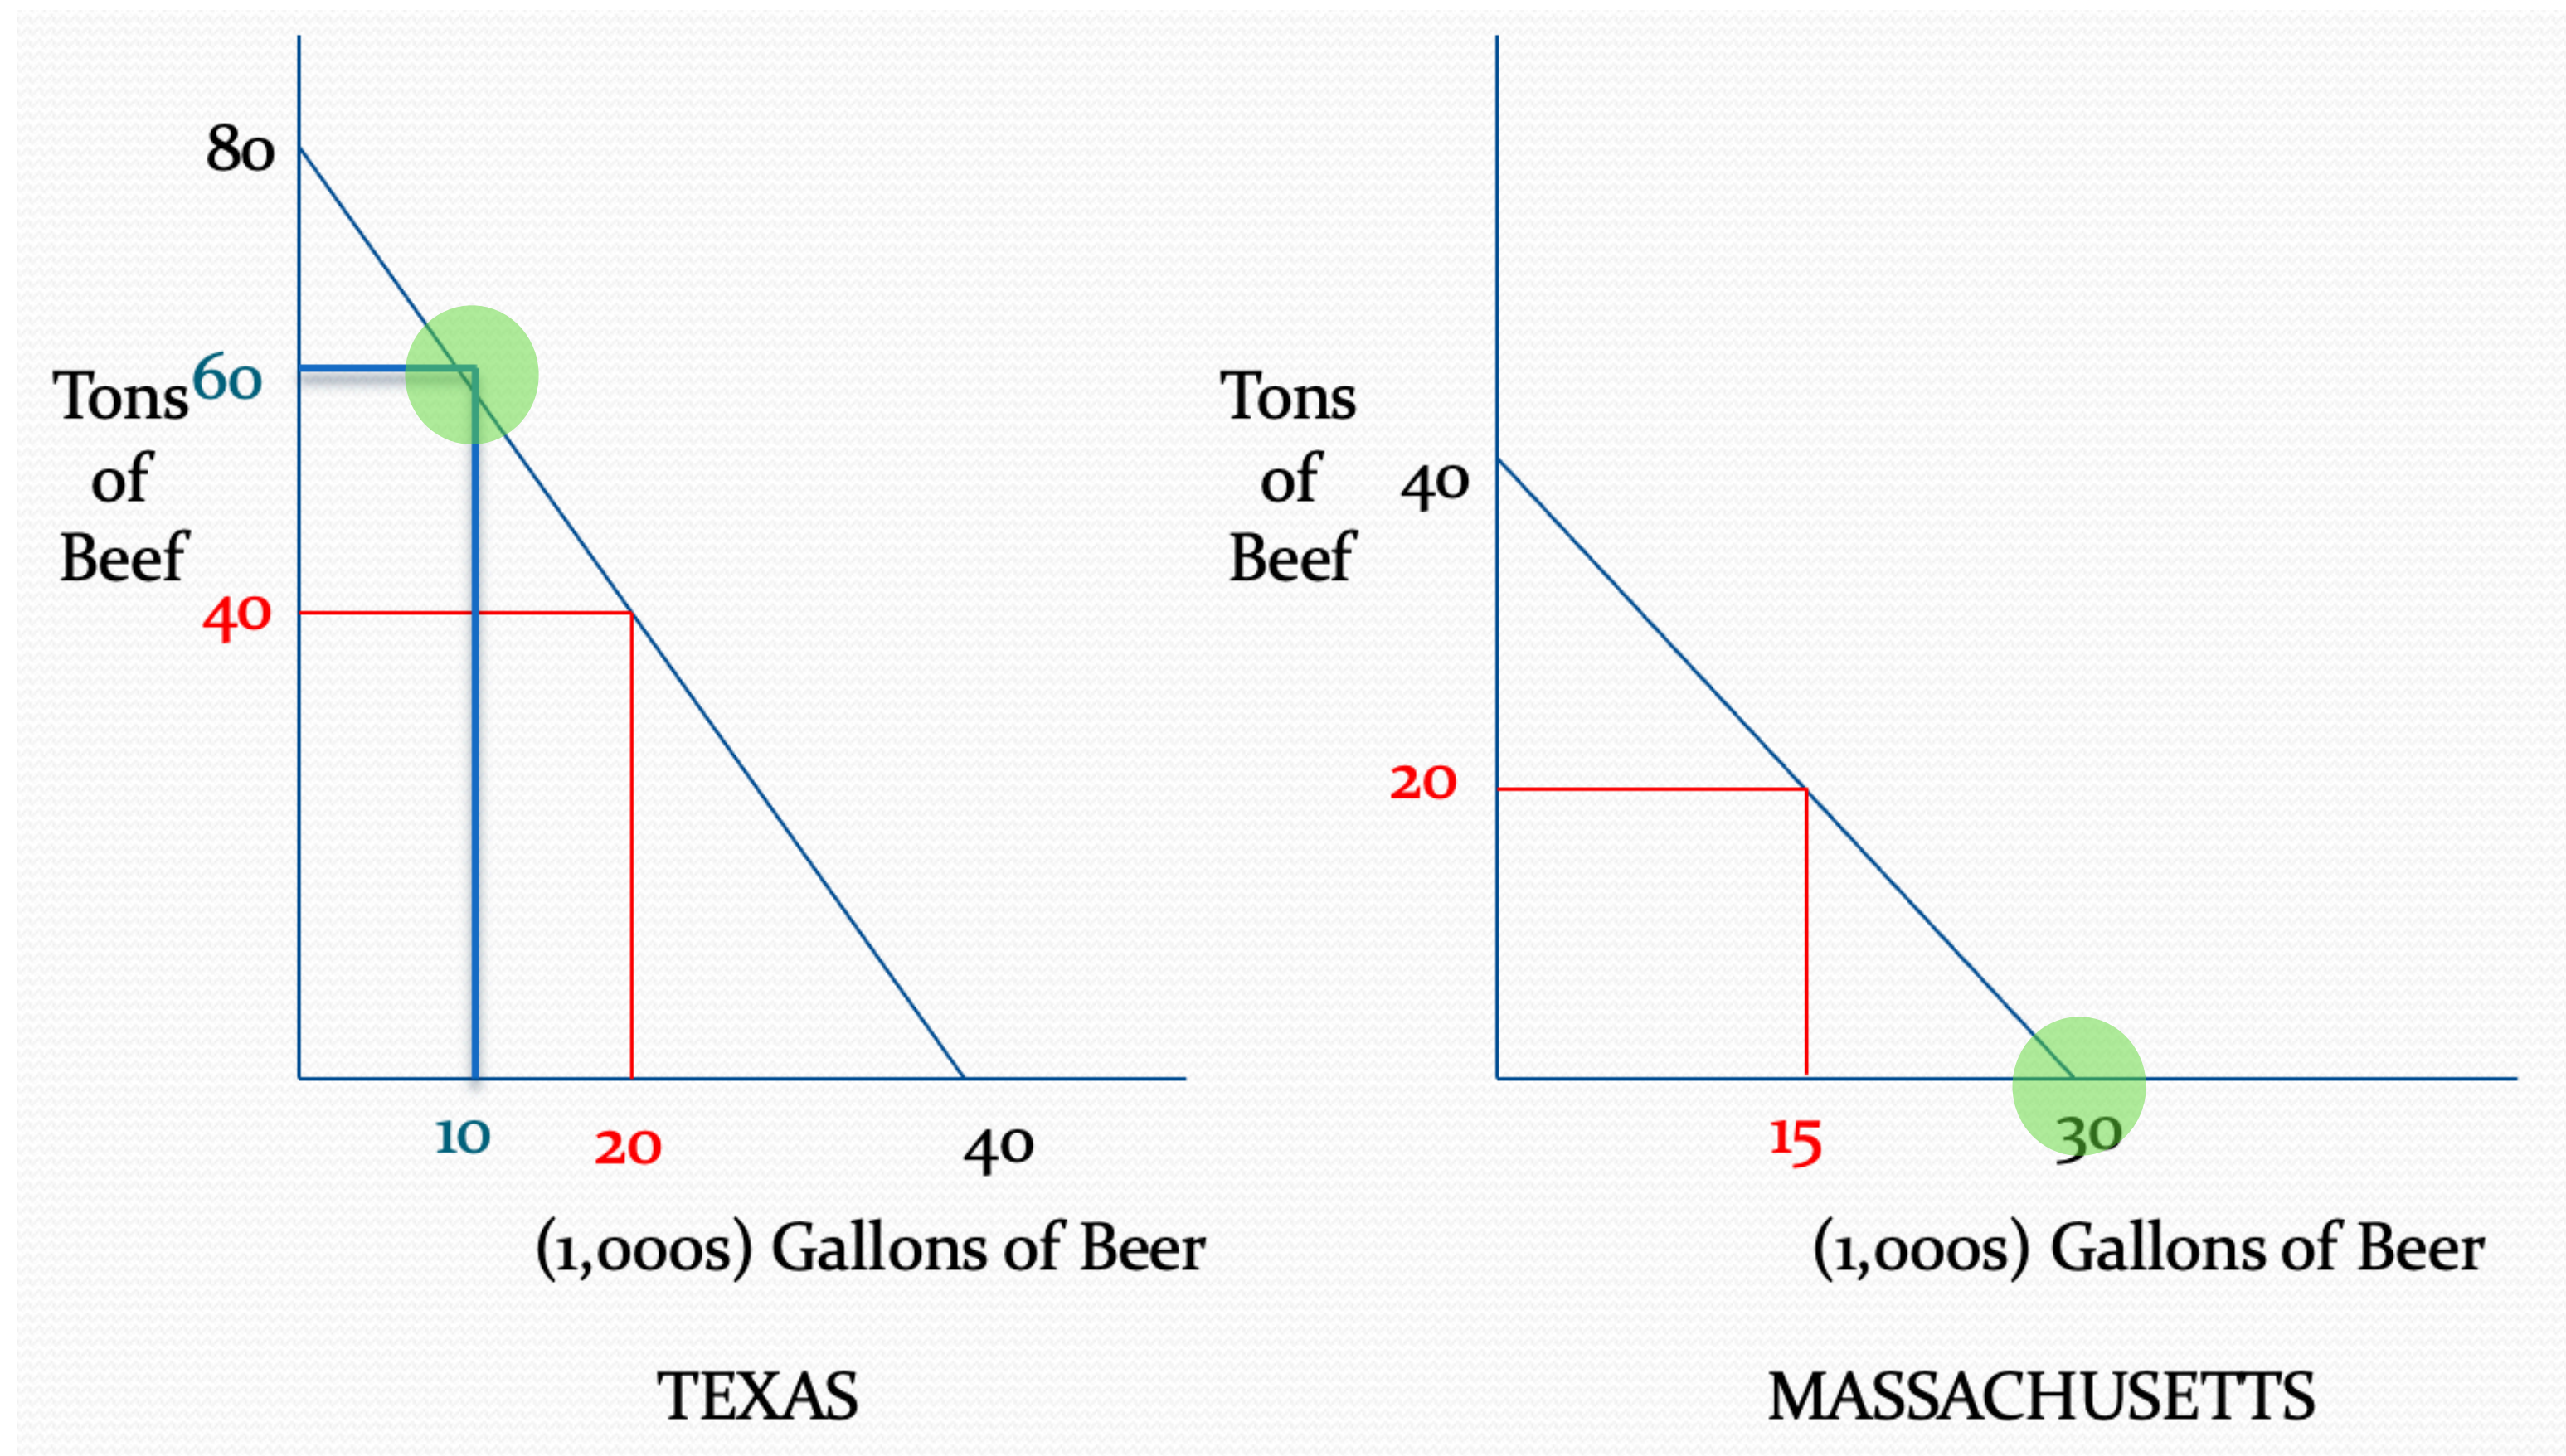 80
60
Tons
of
Beef
40
10
20
40
(1,000s) Gallons of Beer
TEXAS
Tons
of
Beef
40
20
15
30
(1,000s) Gallons of Beer
MASSACHUSETTS